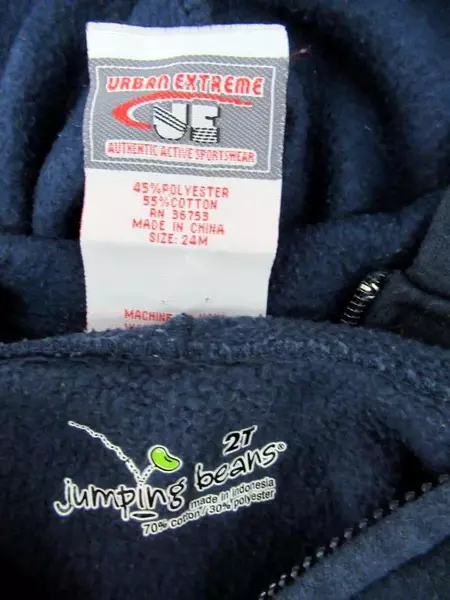 URBAN EXTREME
UE
AUTHENTIC ACTIVE SPORTSWEAR
45%POLYESTER
55%COTTON
RN 36753
MADE IN CHINA
SIZE: 24M
MACHINE
2T
jumping beans®
made in indonesia
70% cotton/30% polyester